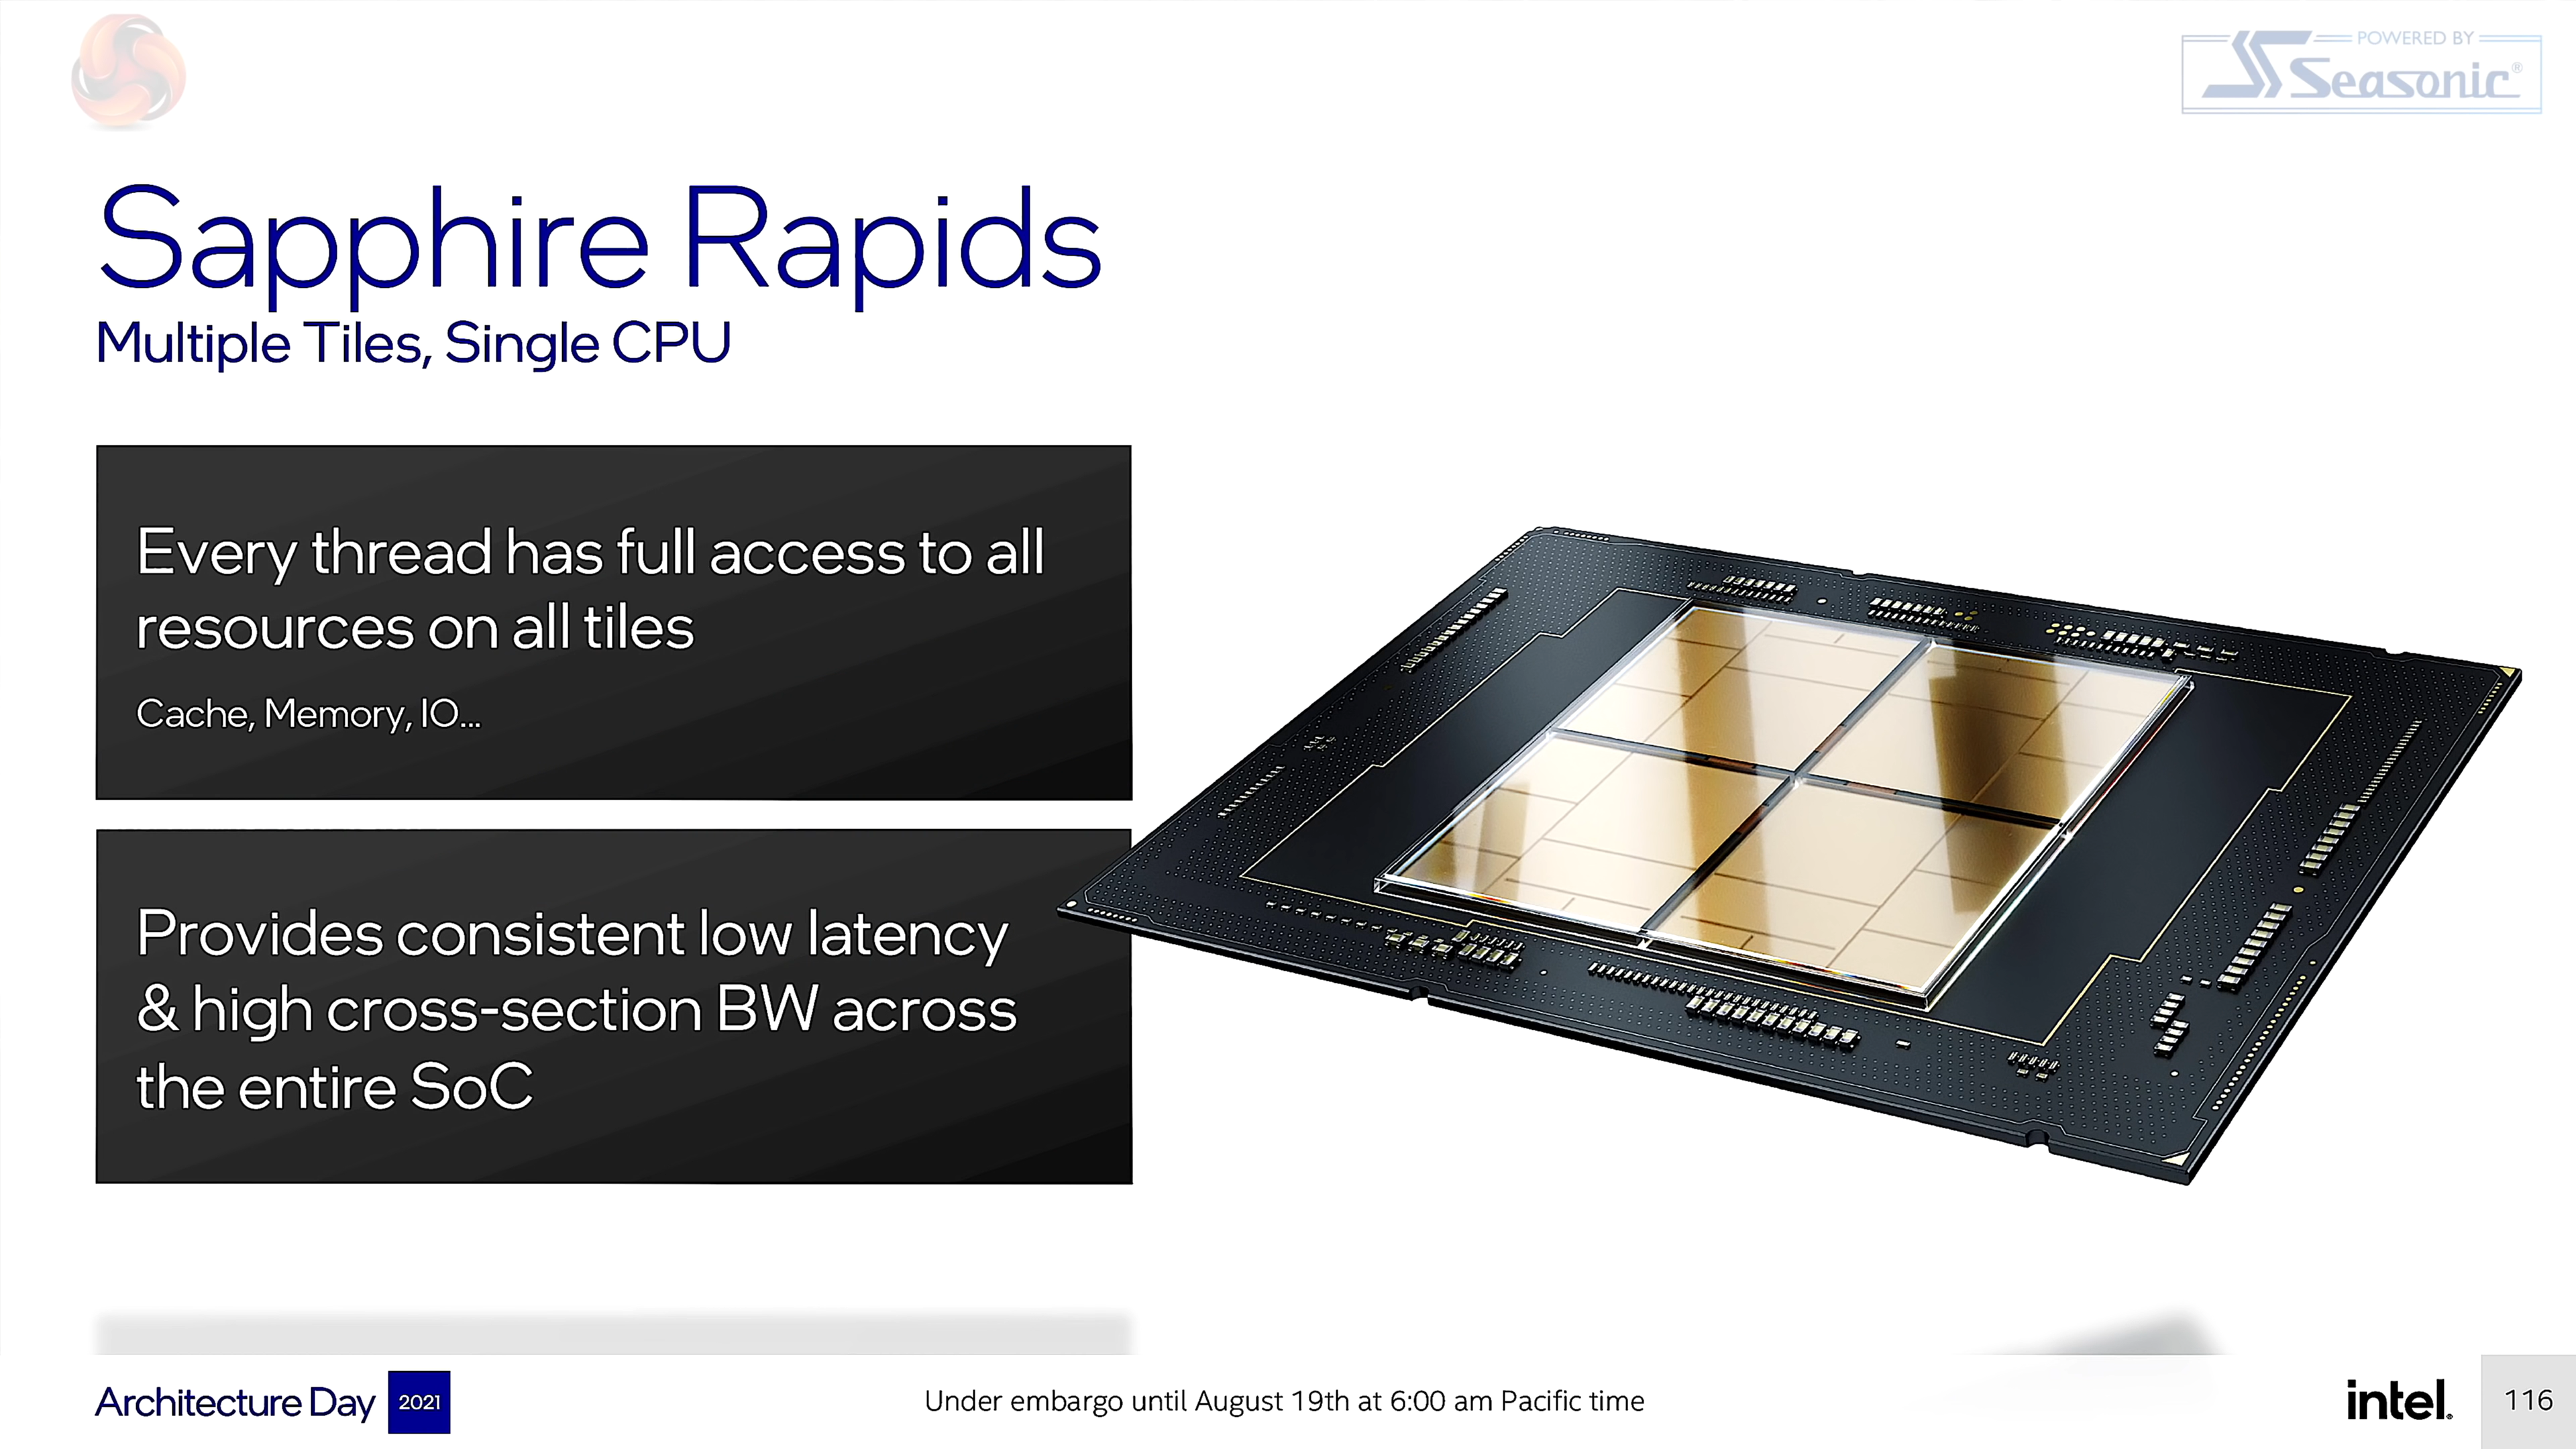 POWERED BY
Seasonic®
Sapphire Rapids
Multiple Tiles, Single CPU
Every thread has full access to all
resources on all tiles
Cache, Memory, IO...
Provides consistent low latency
& high cross-section BW across
the entire SoC
Architecture Day 2021
Under embargo until August 19th at 6:00 am Pacific time
intel.
116